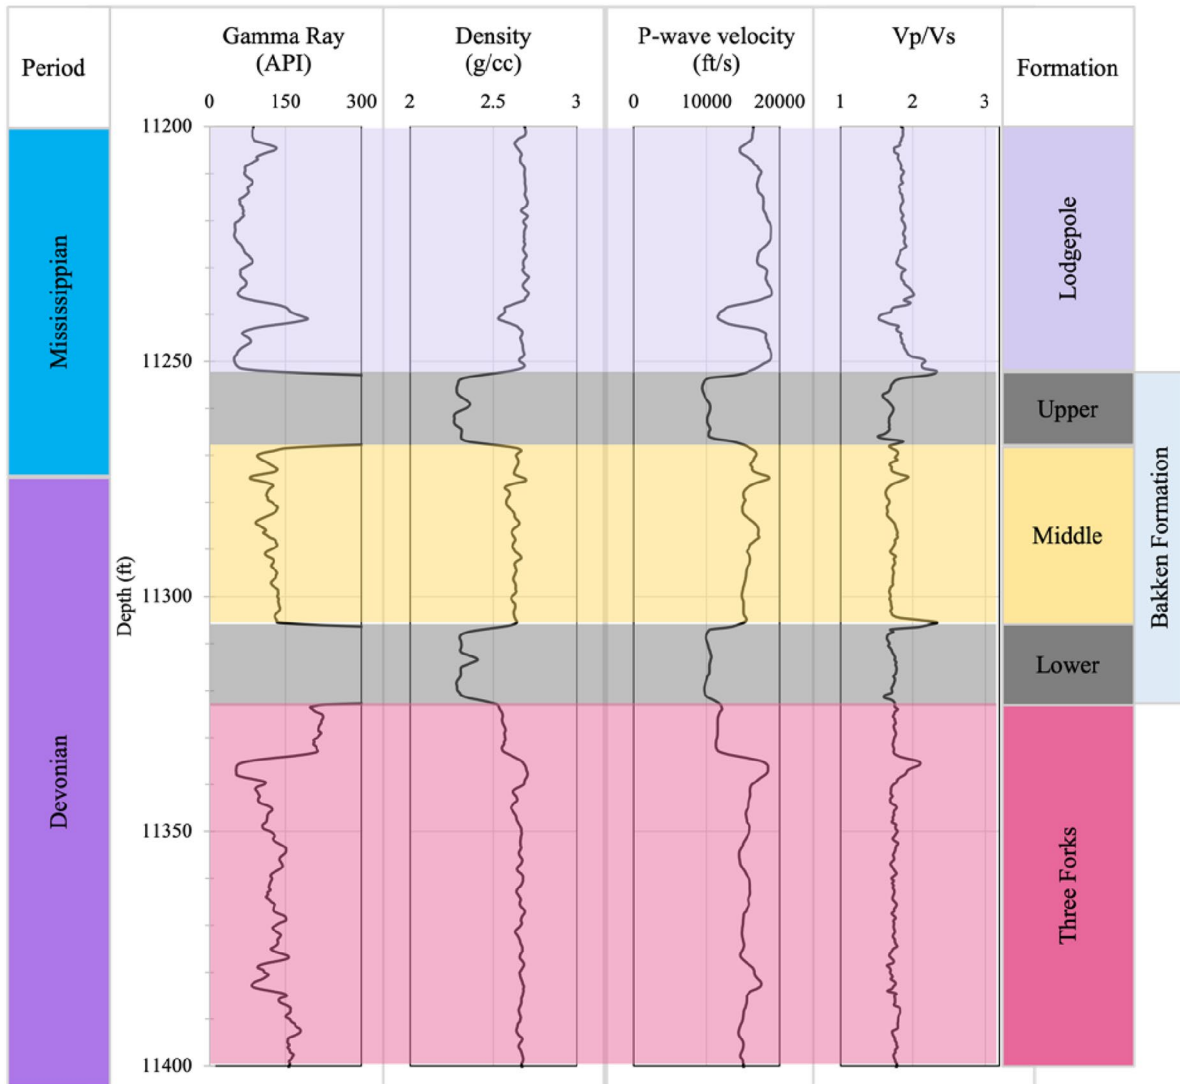 Period
Gamma Ray
(API)
Density
(g/cc)
P-wave velocity
(ft/s)
Vp/Vs
Formation
0 150 300 2 2.5 3 0 10000 20000 1 2 3
11200
11250
11300
11350
11400
Depth (ft)
Mississippian
Devonian
Lodgepole
Upper
Middle
Lower
Three Forks
Bakken Formation